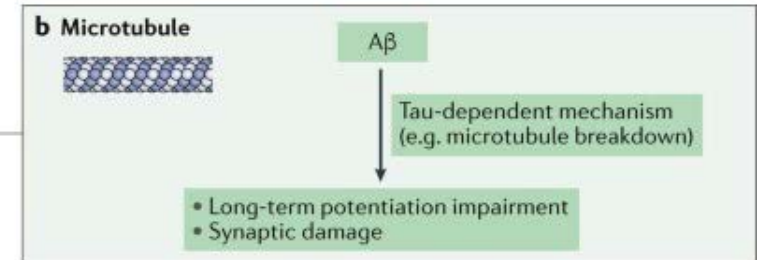 b Microtubule
Aβ
Tau-dependent mechanism
(e.g. microtubule breakdown)
• Long-term potentiation impairment
• Synaptic damage